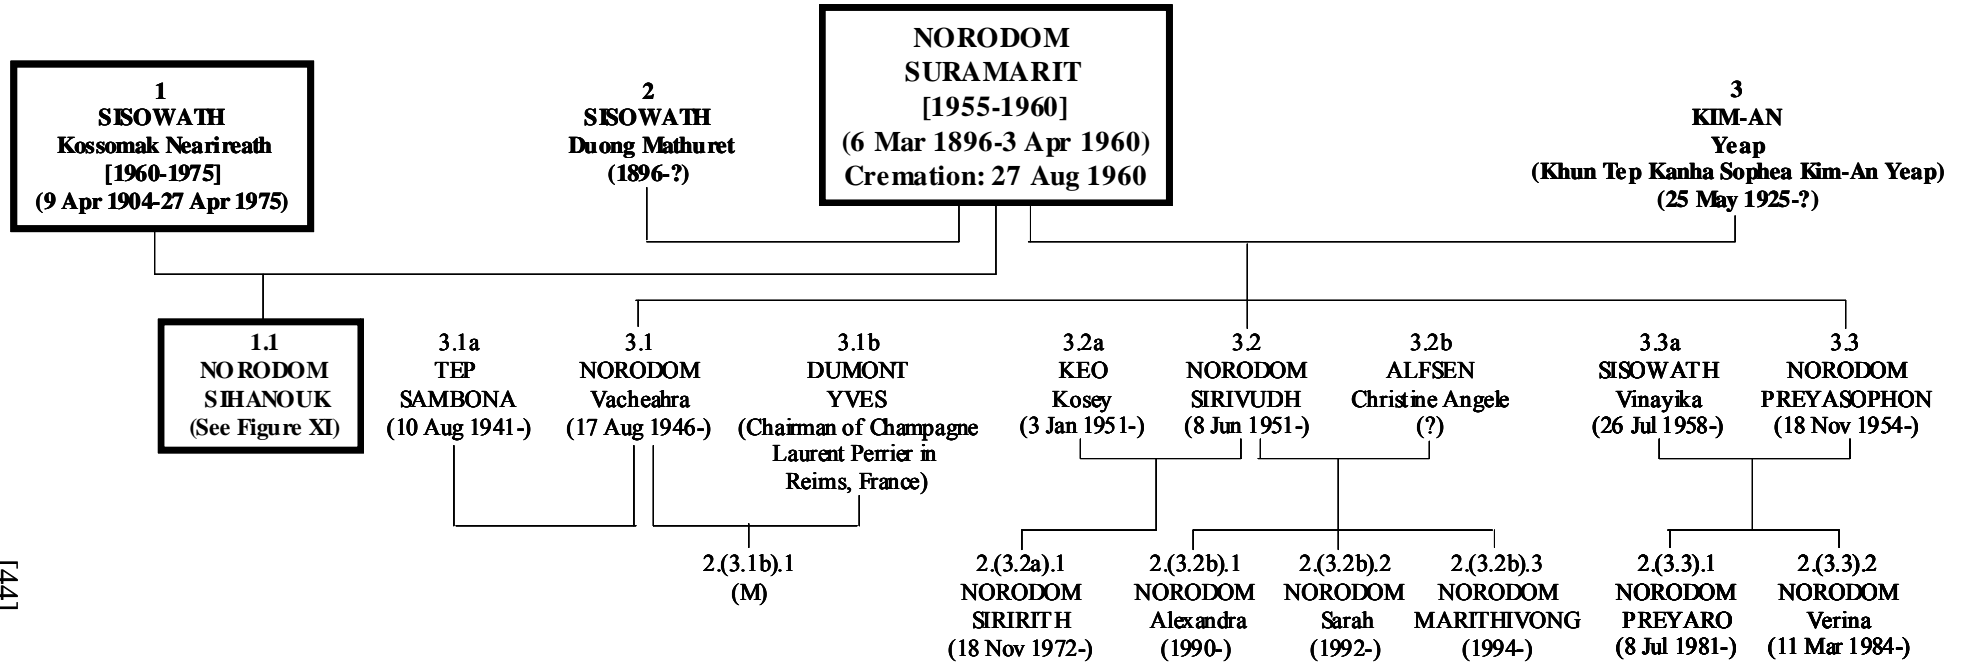 NORODOM
SURAMARIT
[1955-1960]
(6 Mar 1896-3 Apr 1960)
Cremation: 27 Aug 1960
1
SISOWATH
Kossomak Nearireath
[1960-1975]
(9 Apr 1904-27 Apr 1975)
2
SISOWATH
Duong Mathuret
(1896-?)
3
KIM-AN
Yeap
(Khun Tep Kanha Sophea Kim-An Yeap)
(25 May 1925-?)
1.1
NORODOM
SIHANOUK
(See Figure XI)
3.1a
TEP
SAMBONA
(10 Aug 1941-)
3.1
NORODOM
Vacheahra
(17 Aug 1946-)
3.1b
DUMONT
YVES
(Chairman of Champagne
Laurent Perrier in
Reims, France)
3.2a
KEO
Kosey
(3 Jan 1951-)
3.2
NORODOM
SIRIVUDH
(8 Jun 1951-)
3.2b
ALFSEN
Christine Angele
(?)
3.3a
SISOWATH
Vinayika
(26 Jul 1958-)
3.3
NORODOM
PREYASOPHON
(18 Nov 1954-)
2.(3.1b).1
(M)
2.(3.2a).1
NORODOM
SIRIRITH
(18 Nov 1972-)
2.(3.2b).1
NORODOM
Alexandra
(1990-)
2.(3.2b).2
NORODOM
Sarah
(1992-)
2.(3.2b).3
NORODOM
MARITHIVONG
(1994-)
2.(3.3).1
NORODOM
PREYARO
(8 Jul 1981-)
2.(3.3).2
NORODOM
Verina
(11 Mar 1984-)
[44]